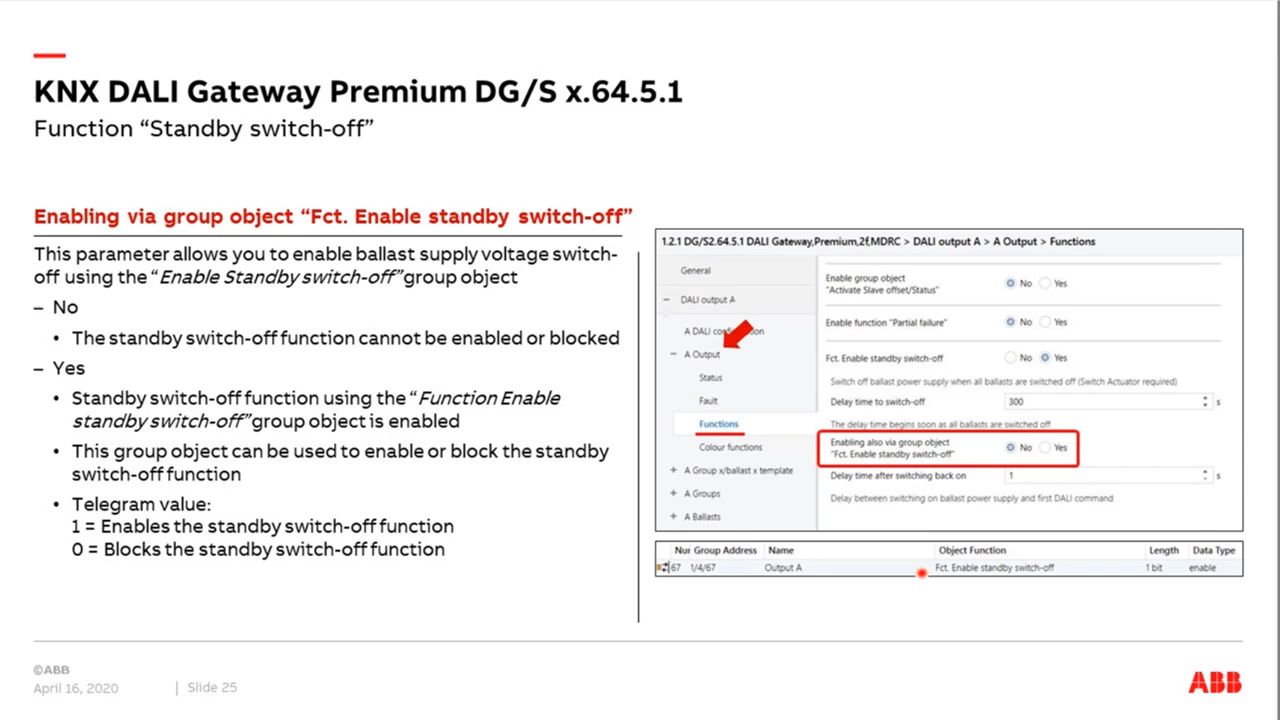 KNX DALI Gateway Premium DG/S x.64.5.1
Function “Standby switch-off”
Enabling via group object “Fct. Enable standby switch-off”
This parameter allows you to enable ballast supply voltage switch-
off using the “Enable Standby switch-off” group object
– No
• The standby switch-off function cannot be enabled or blocked
– Yes
• Standby switch-off function using the “Function Enable
standby switch-off” group object is enabled
• This group object can be used to enable or block the standby
switch-off function
• Telegram value:
1 = Enables the standby switch-off function
0 = Blocks the standby switch-off function
1.2.1 DG/S2.64.5.1 DALI Gateway,Premium,2f,MDRC > DALI output A > A Output > Functions
General
– DALI output A
A DALI
– A Output
Status
Fault
Functions
Colour functions
+ A Group x/ballast x template
+ A Groups
+ A Ballasts
Enable group object
"Activate Slave offset/Status"
No Yes
Enable function "Partial failure"
No Yes
Fct. Enable standby switch-off
No Yes
Switch off ballast power supply when all ballasts are switched off (Switch Actuator required)
Delay time to switch-off
300 s
The delay time begins soon as all ballasts are switched off
Enabling also via group object
"Fct. Enable standby switch-off"
No Yes
Delay time after switching back on
1 s
Delay between switching on ballast power supply and first DALI command
Nur Group Address Name Object Function Length Data Type
67 1/4/67 Output A Fct. Enable standby switch-off 1 bit enable
©ABB
April 16, 2020 | Slide 25
ABB